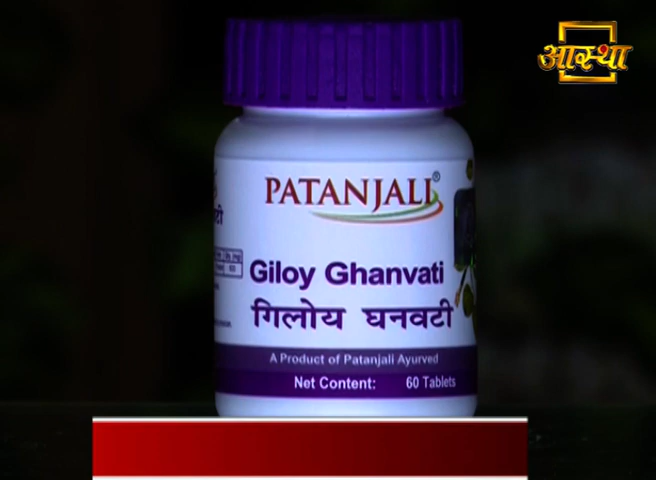 आस्था
PATANJALI®
Giloy Ghanvati
गिलोय घनवटी
A Product of Patanjali Ayurved
Net Content: 60 Tablets